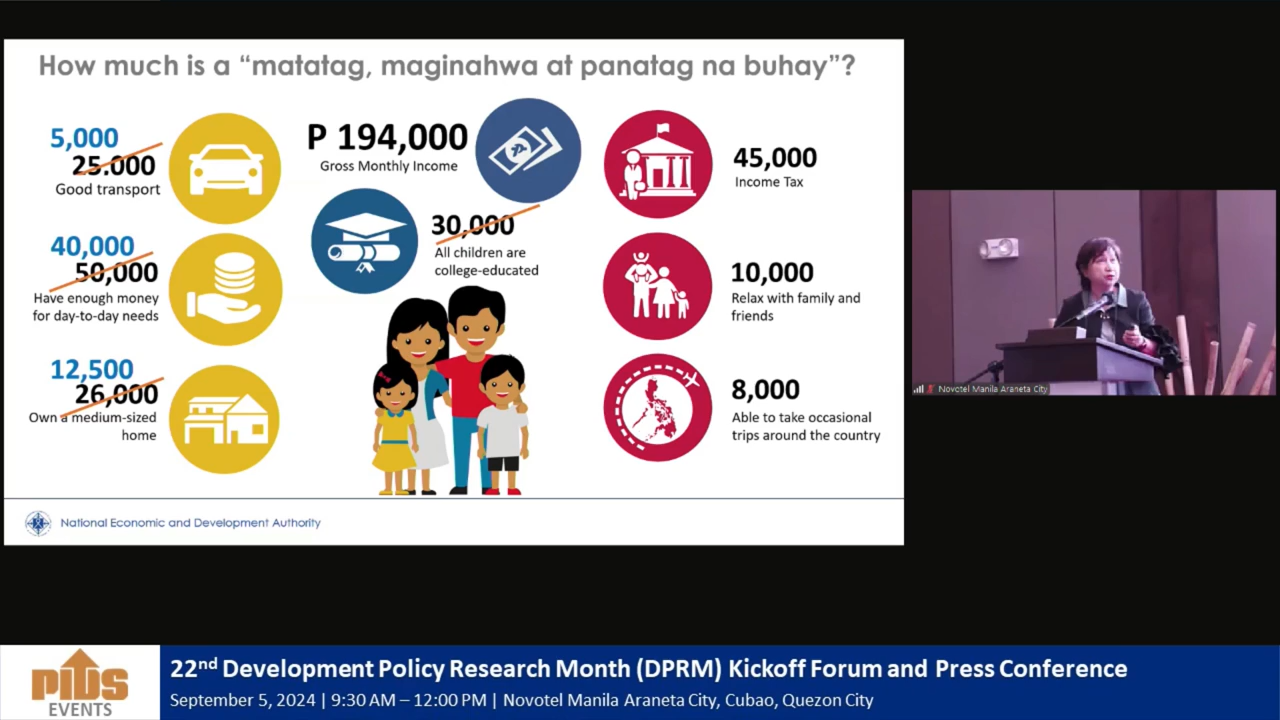 How much is a “matatag, maginahwa at panatag na buhay”?
5,000
25.000
Good transport
40,000
50,000
Have enough money
for day-to-day needs
12,500
26,000
Own a medium-sized
home
P 194,000
Gross Monthly Income
30,000
All children are
college-educated
45,000
Income Tax
10,000
Relax with family and
friends
8,000
Able to take occasional
trips around the country
National Economic and Development Authority
Novotel Manila Araneta City
PIDS
EVENTS
22nd Development Policy Research Month (DPRM) Kickoff Forum and Press Conference
September 5, 2024 | 9:30 AM – 12:00 PM | Novotel Manila Araneta City, Cubao, Quezon City